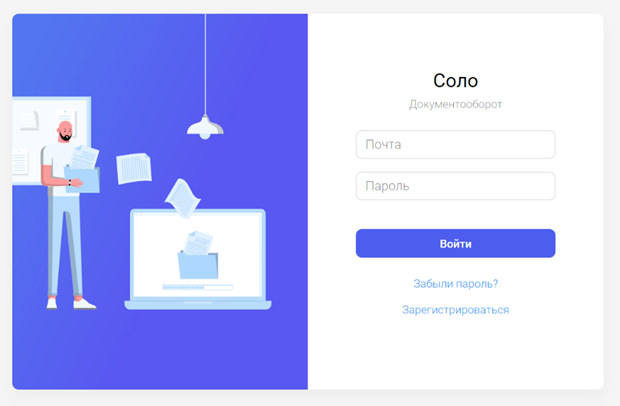 Соло
Документооборот
Почта
Пароль
Войти
Забыли пароль?
Зарегистрироваться